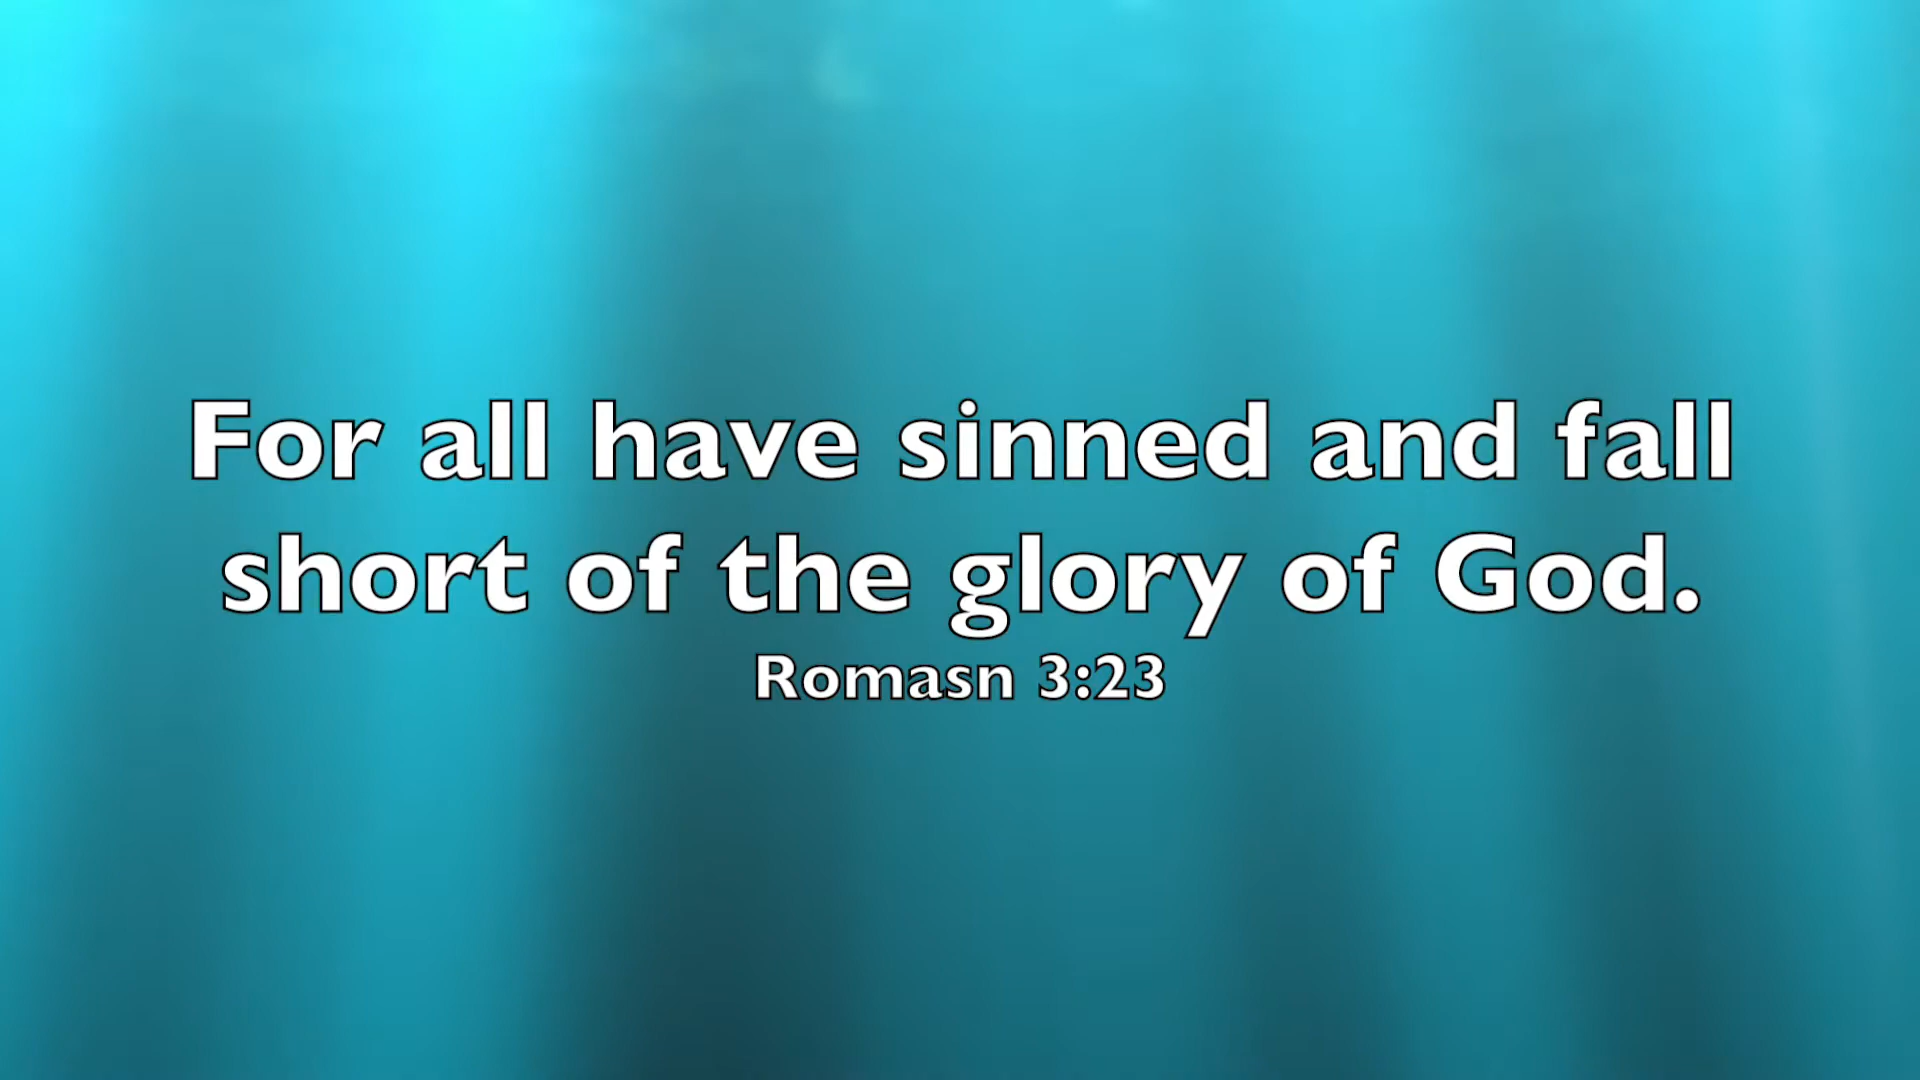 For all have sinned and fall
short of the glory of God.
Romasn 3:23